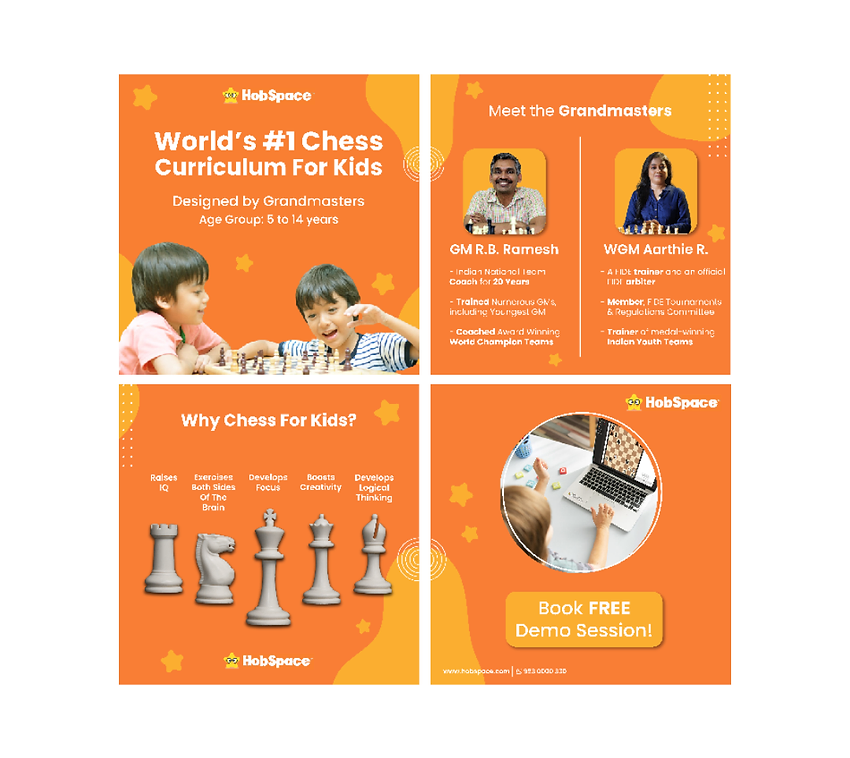 HobSpace
World's #1 Chess
Curriculum For Kids
Designed by Grandmasters
Age Group: 5 to 14 years
Meet the Grandmasters
GM R.B. Ramesh
- Indian National Team
Coach for 20 Years
- Trained Numerous GMs,
including Youngest GM
- Coached Award Winning
World Champion Teams
WGM Aarthie R.
- A FIDE trainer and an official
FIDE arbiter
- Member, FIDE Tournaments
& Regulations Committee
- Trainer of medal-winning
Indian Youth Teams
Why Chess For Kids?
Raises
IQ
Exercises
Both Sides
Of The
Brain
Develops
Focus
Boosts
Creativity
Develops
Logical
Thinking
HobSpace
HobSpace
Book FREE
Demo Session!
www.hobspace.com